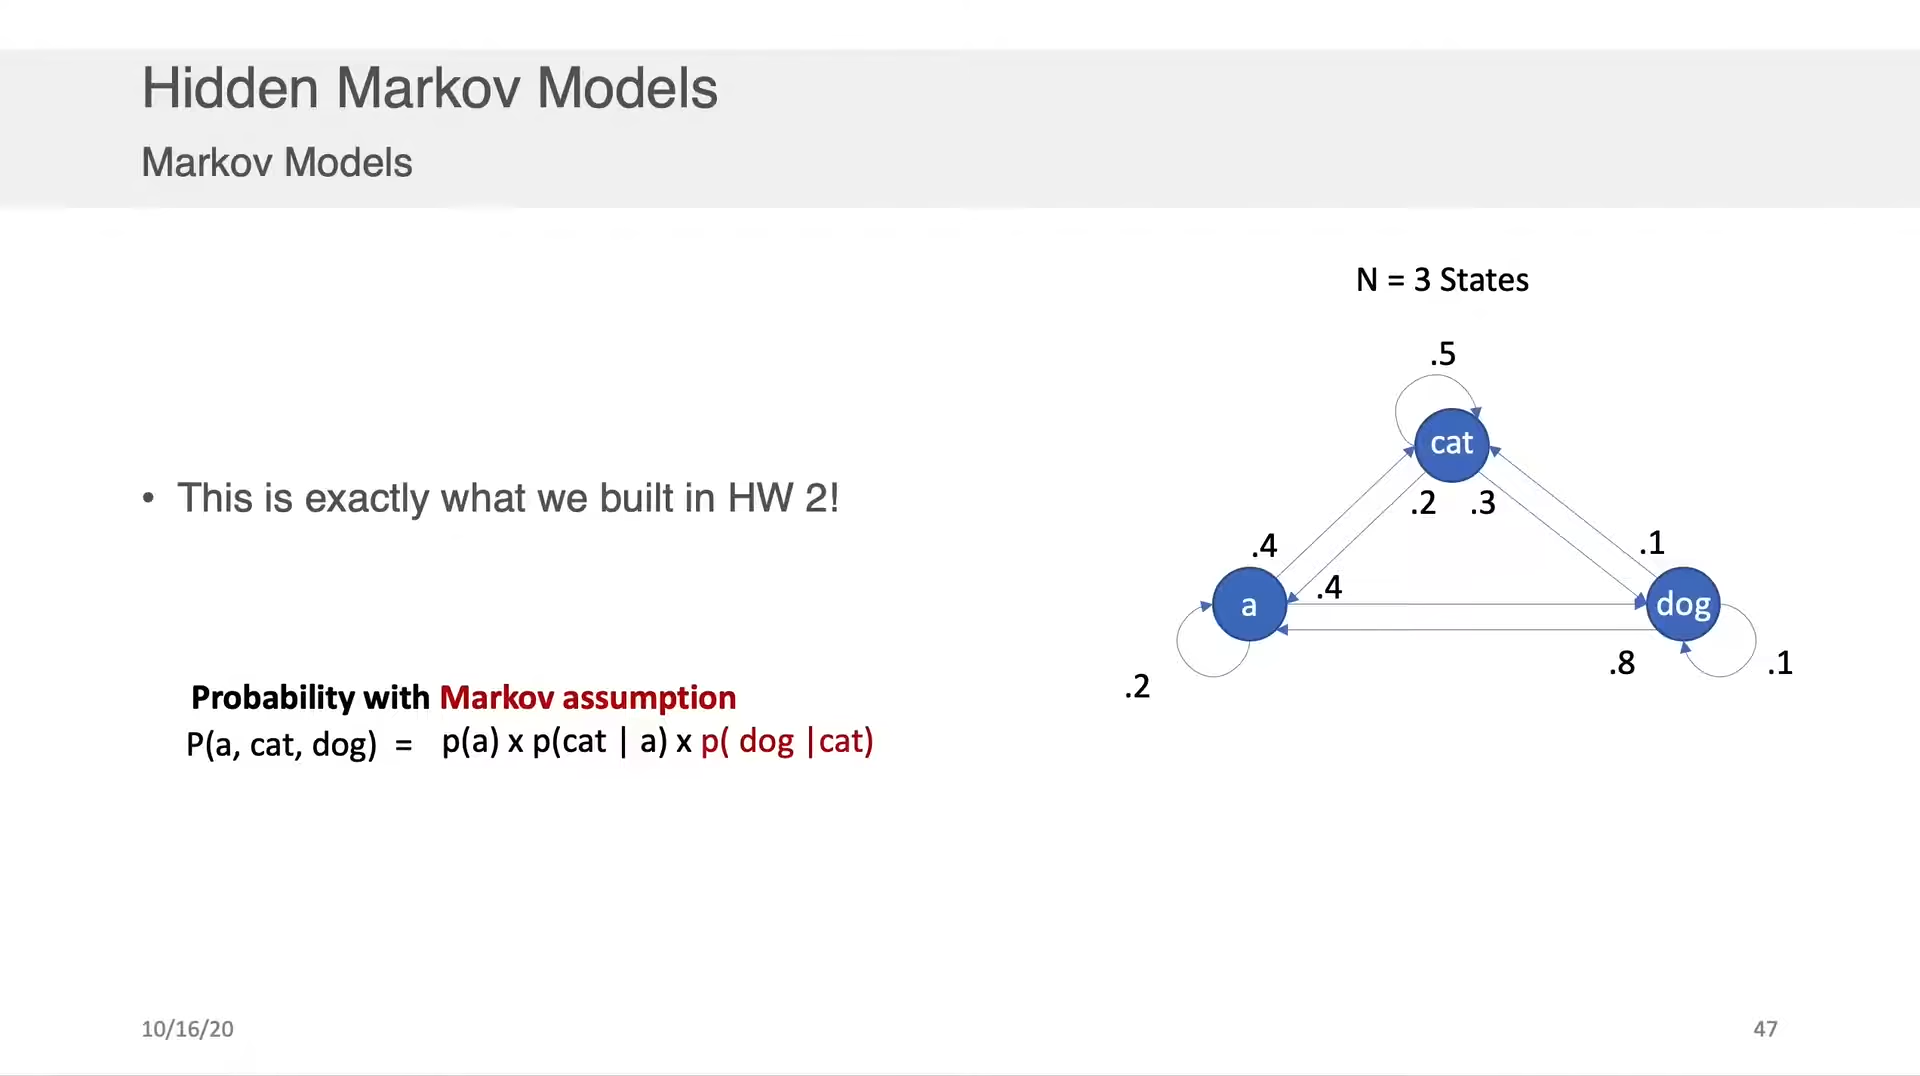 Hidden Markov Models
Markov Models
N = 3 States
.5
cat
.2 .3
• This is exactly what we built in HW 2!
.4
.1
.4
a
dog
.8
.1
.2
Probability with Markov assumption
P(a, cat, dog) = p(a) x p(cat | a) x p( dog |cat)
10/16/20
47